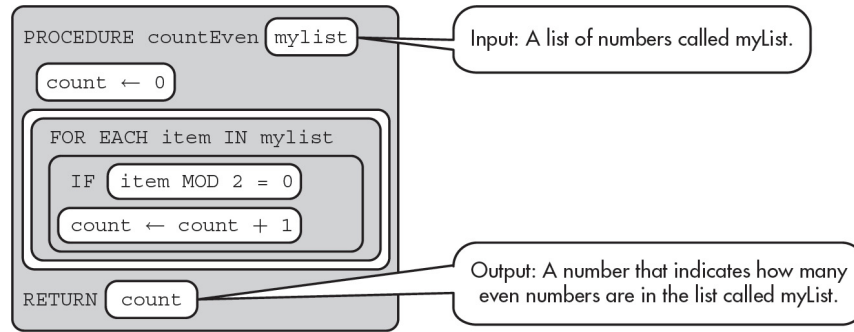 PROCEDURE countEven mylist
Input: A list of numbers called myList.
count ← 0
FOR EACH item IN mylist
IF item MOD 2 = 0
count ← count + 1
RETURN count
Output: A number that indicates how many
even numbers are in the list called myList.